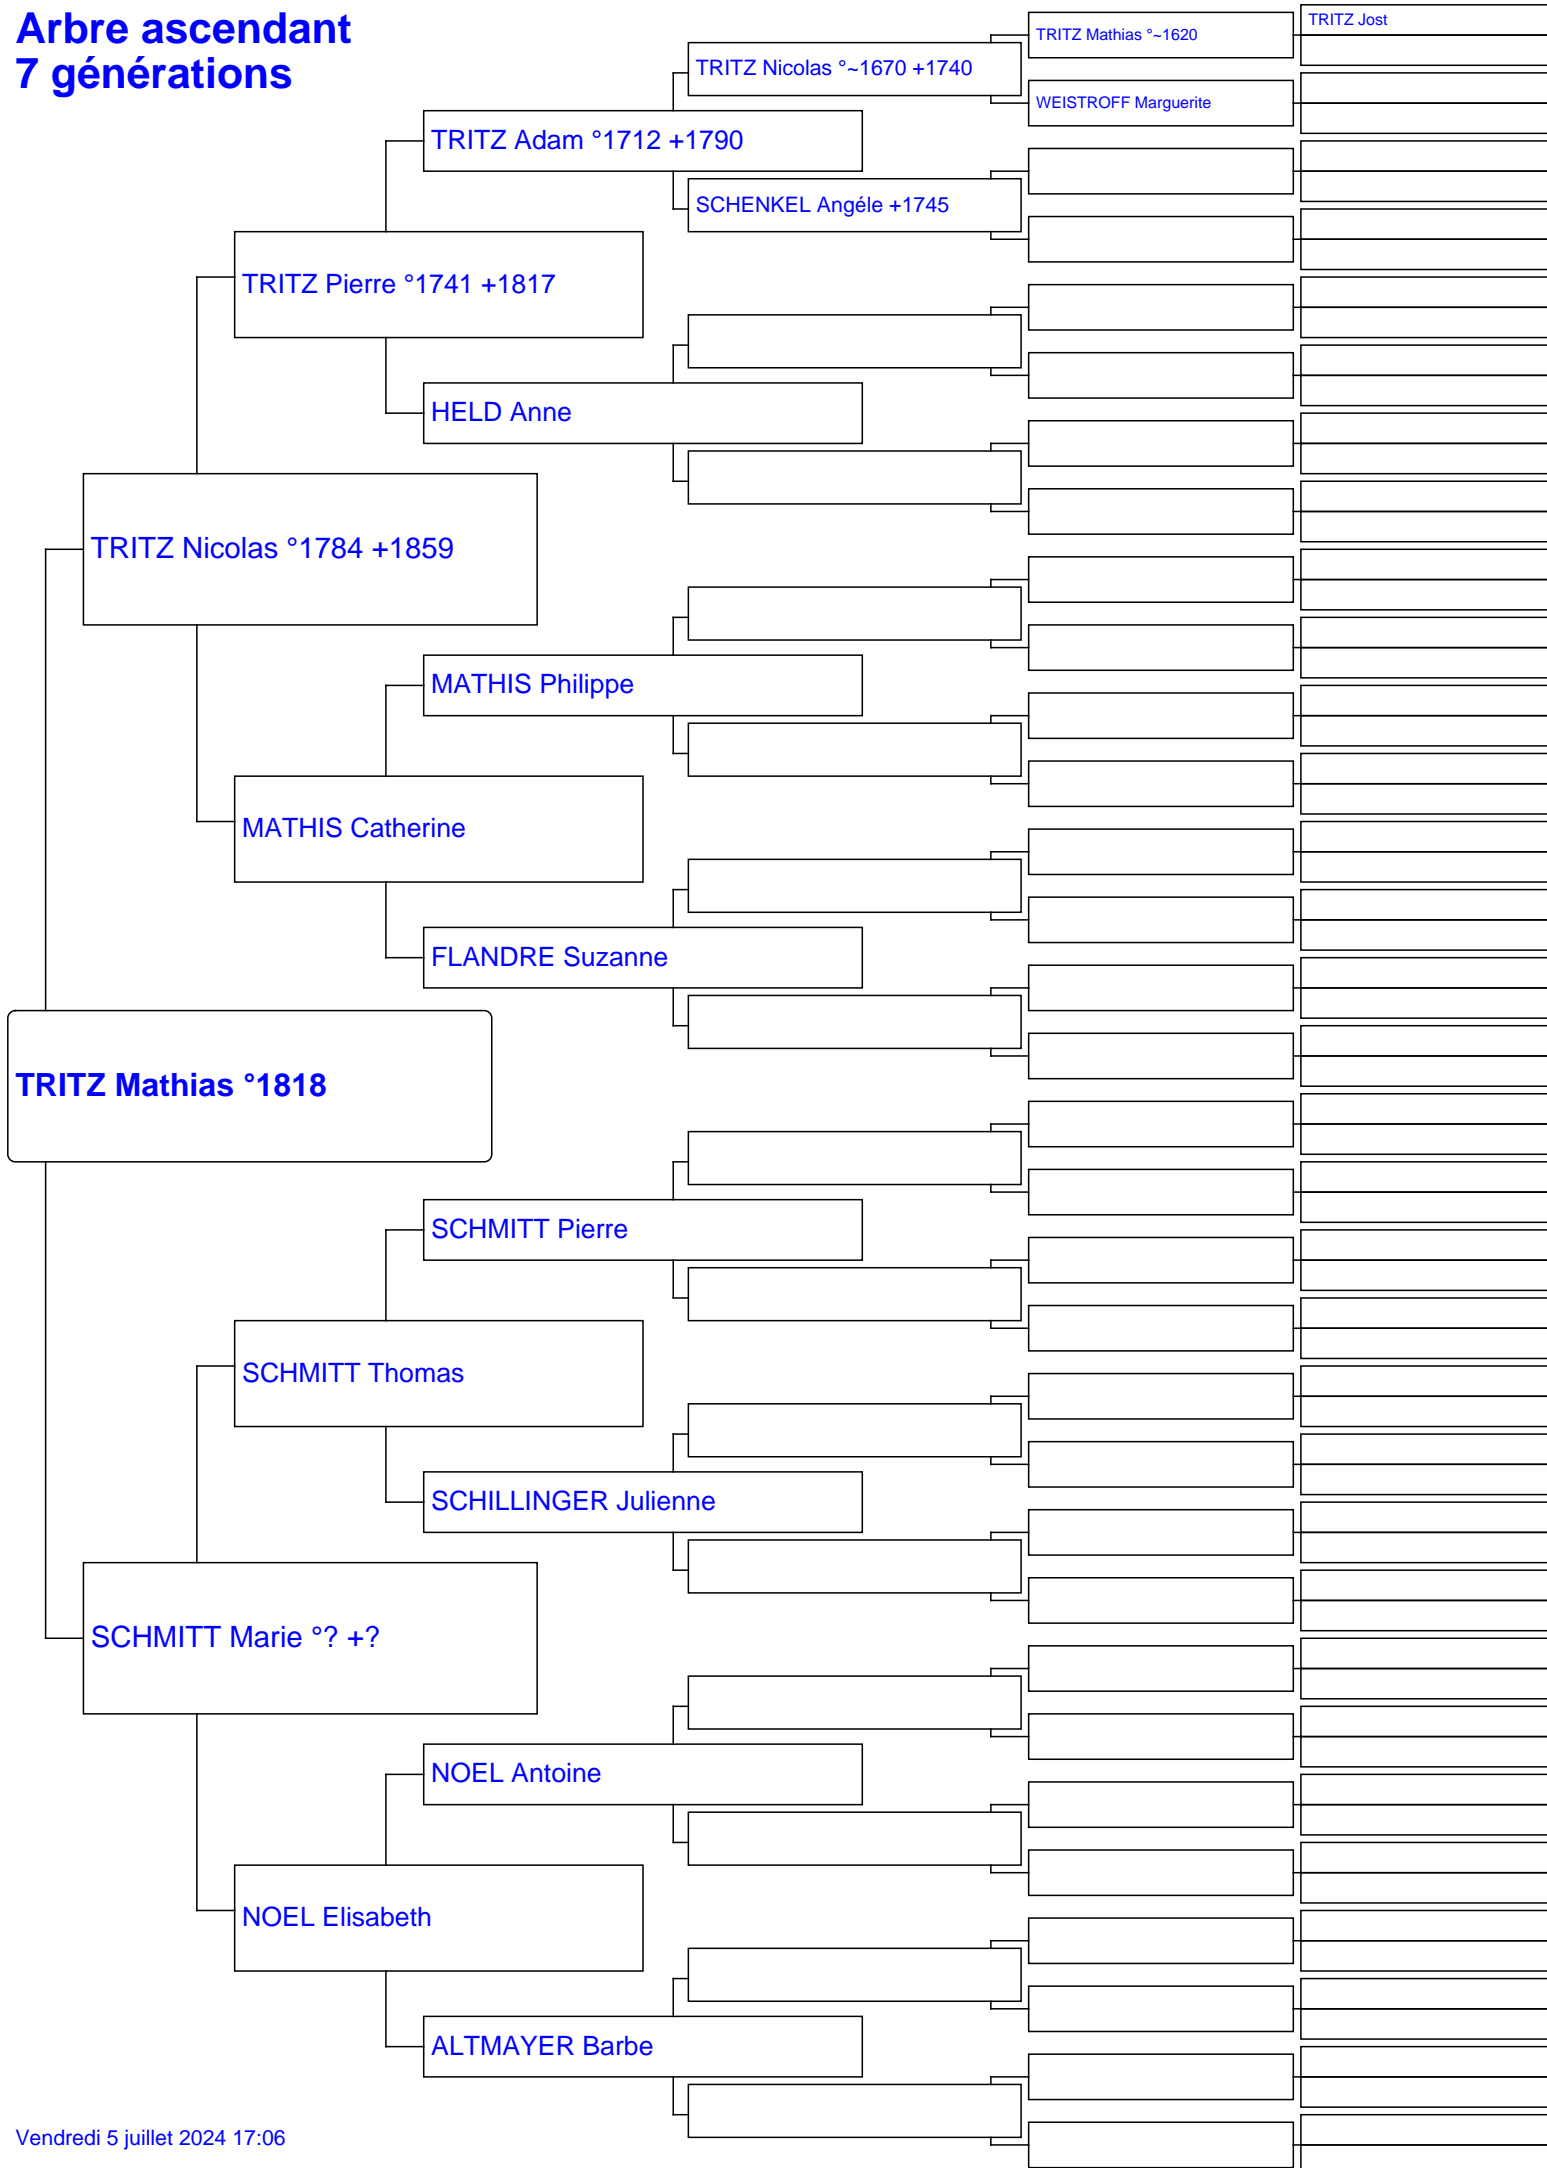 Arbre ascendant
7 générations
TRITZ Jost
TRITZ Mathias °~1620
TRITZ Nicolas °~1670 +1740
WEISTROFF Marguerite
TRITZ Adam °1712 +1790
SCHENKEL Angéle +1745
TRITZ Pierre °1741 +1817
HELD Anne
TRITZ Nicolas °1784 +1859
MATHIS Philippe
MATHIS Catherine
FLANDRE Suzanne
TRITZ Mathias °1818
SCHMITT Pierre
SCHMITT Thomas
SCHILLINGER Julienne
SCHMITT Marie °? +?
NOEL Antoine
NOEL Elisabeth
ALTMAYER Barbe
Vendredi 5 juillet 2024 17:06